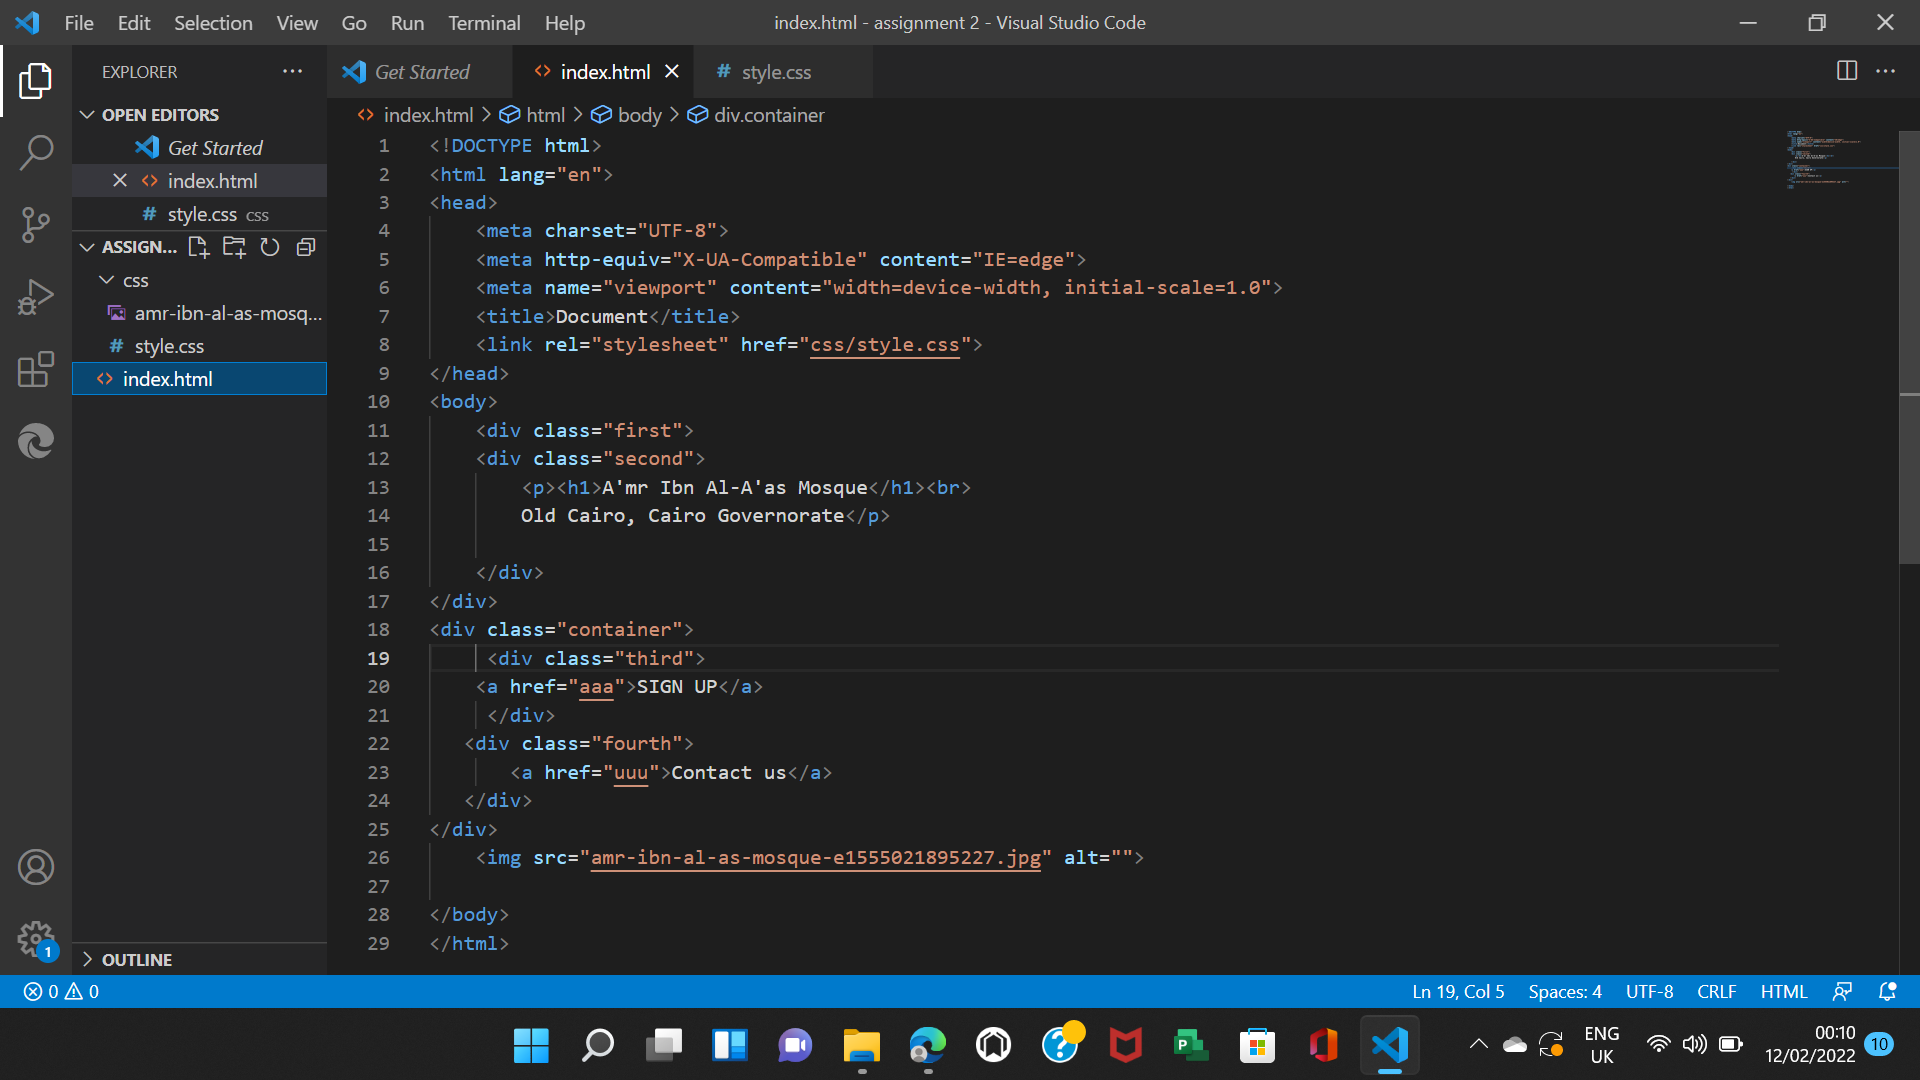 File Edit Selection View Go Run Terminal Help
index.html - assignment 2 - Visual Studio Code
EXPLORER
OPEN EDITORS
Get Started
index.html
style.css css
ASSIGN...
css
amr-ibn-al-as-mosq...
style.css
index.html
OUTLINE
Get Started
index.html
style.css
index.html > html > body > div.container
1 <!DOCTYPE html>
2 <html lang="en">
3 <head>
4 <meta charset="UTF-8">
5 <meta http-equiv="X-UA-Compatible" content="IE=edge">
6 <meta name="viewport" content="width=device-width, initial-scale=1.0">
7 <title>Document</title>
8 <link rel="stylesheet" href="css/style.css">
9 </head>
10 <body>
11 <div class="first">
12 <div class="second">
13 <p><h1>A'mr Ibn Al-A'as Mosque</h1><br>
14 Old Cairo, Cairo Governorate</p>
15
16 </div>
17 </div>
18 <div class="container">
19 <div class="third">
20 <a href="aaa">SIGN UP</a>
21 </div>
22 <div class="fourth">
23 <a href="uuu">Contact us</a>
24 </div>
25 </div>
26 <img src="amr-ibn-al-as-mosque-e1555021895227.jpg" alt="">
27
28 </body>
29 </html>
1
0 0
Ln 19, Col 5 Spaces: 4 UTF-8 CRLF HTML
P
ENG
UK
00:10
12/02/2022
10